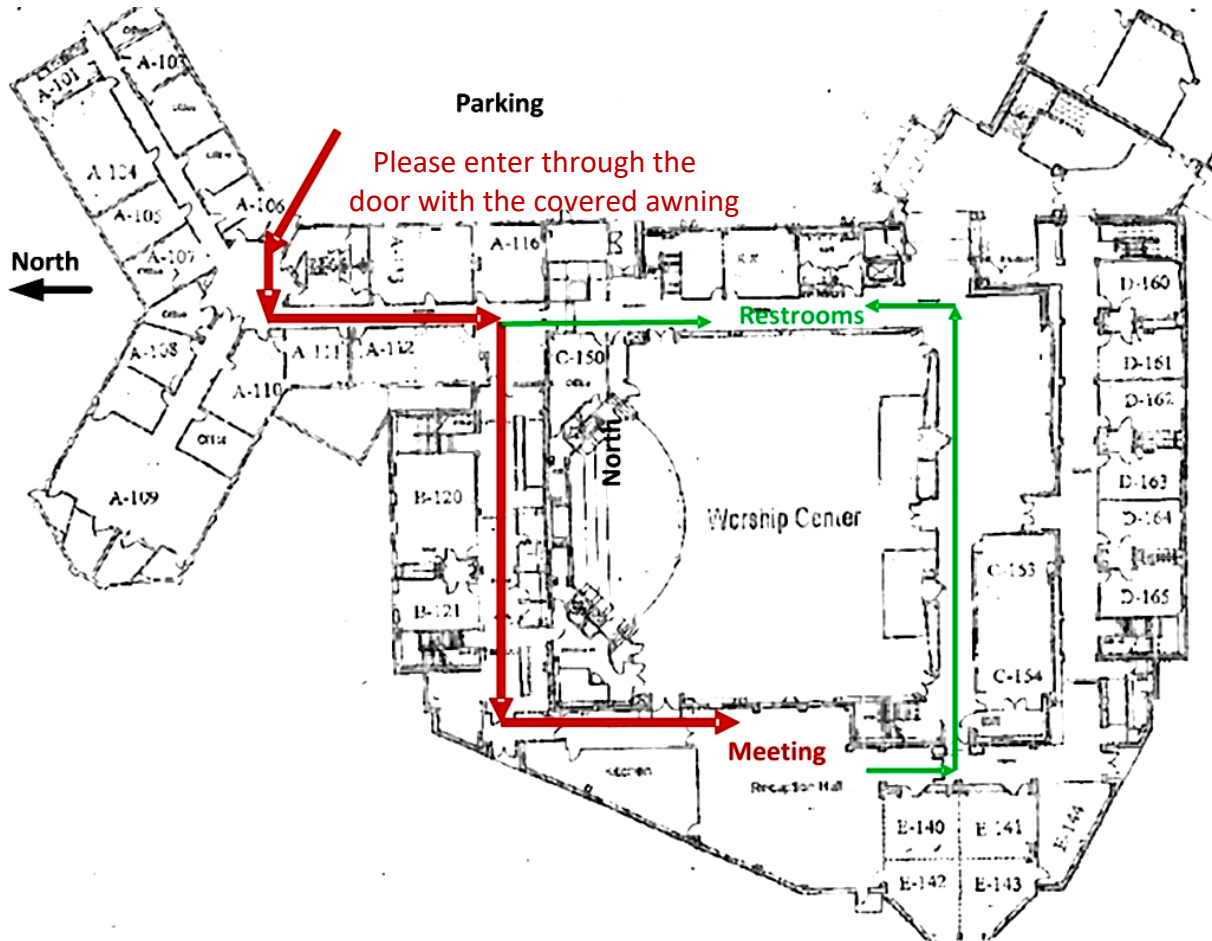 A-101
A-103
Parking
Please enter through the
door with the covered awning
A-104
A-105
A-106
A-107
A-116
North
D-160
Restrooms
A-108
A-111
A-112
C-150
D-161
A-110
D-162
Office
North
A-109
B-120
Worship Center
D-163
D-164
C-153
B-121
D-165
C-154
Meeting
Kitchen
Reception Hall
E-140
E-141
E-144
E-142
E-143